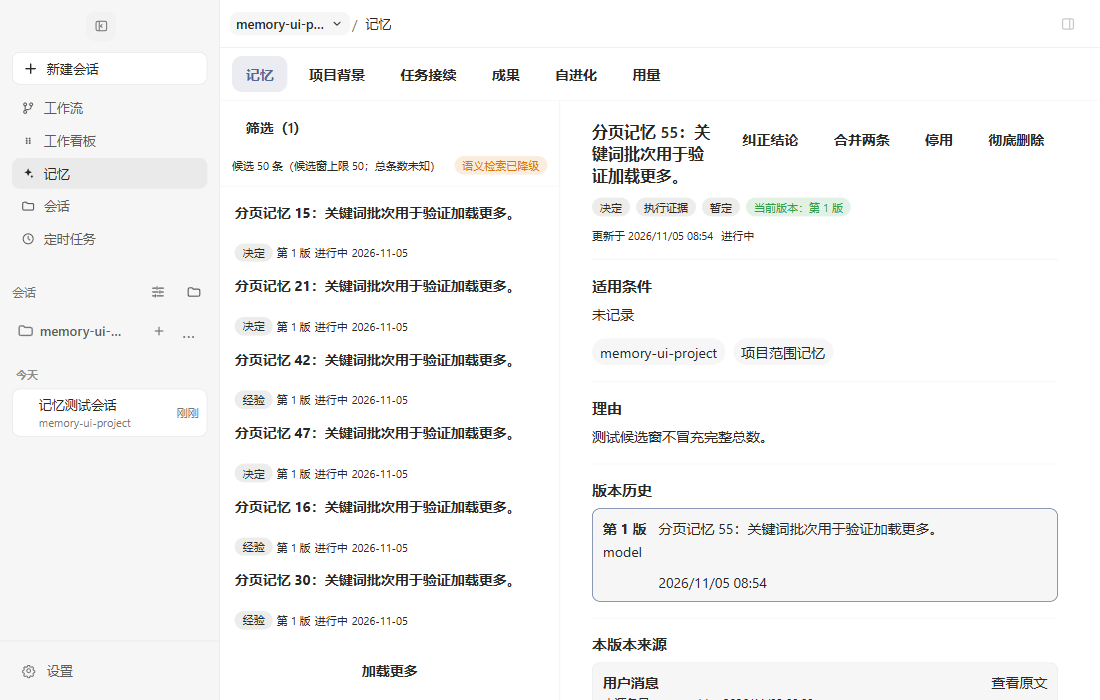 新建会话
工作流
工作看板
记忆
会话
定时任务
会话
memory-ui-...
今天
记忆测试会话
刚刚
memory-ui-project
设置
memory-ui-p... / 记忆
记忆 项目背景 任务接续 成果 自进化 用量
筛选（1）
候选 50 条（候选窗上限 50；总条数未知） 语义检索已降级
分页记忆 15：关键词批次用于验证加载更多。
决定 第 1 版 进行中 2026-11-05
分页记忆 21：关键词批次用于验证加载更多。
决定 第 1 版 进行中 2026-11-05
分页记忆 42：关键词批次用于验证加载更多。
经验 第 1 版 进行中 2026-11-05
分页记忆 47：关键词批次用于验证加载更多。
决定 第 1 版 进行中 2026-11-05
分页记忆 16：关键词批次用于验证加载更多。
经验 第 1 版 进行中 2026-11-05
分页记忆 30：关键词批次用于验证加载更多。
经验 第 1 版 进行中 2026-11-05
加载更多
分页记忆 55：关
键词批次用于验
证加载更多。
纠正结论 合并两条 停用 彻底删除
决定 执行证据 暂定 当前版本：第 1 版
更新于 2026/11/05 08:54 进行中
适用条件
未记录
memory-ui-project 项目范围记忆
理由
测试候选窗不冒充完整总数。
版本历史
第 1 版 分页记忆 55：关键词批次用于验证加载更多。
model
2026/11/05 08:54
本版本来源
用户消息 查看原文